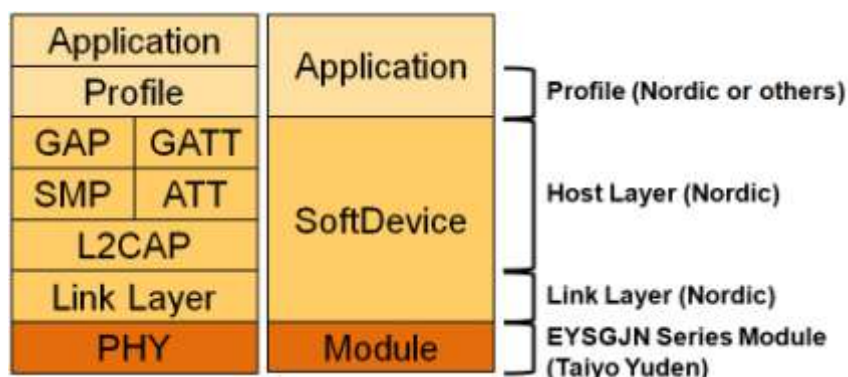 Application
Profile
GAP GATT
SMP ATT
L2CAP
Link Layer
PHY
Application
SoftDevice
Module
Profile (Nordic or others)
Host Layer (Nordic)
Link Layer (Nordic)
EYSGJN Series Module
(Taiyo Yuden)